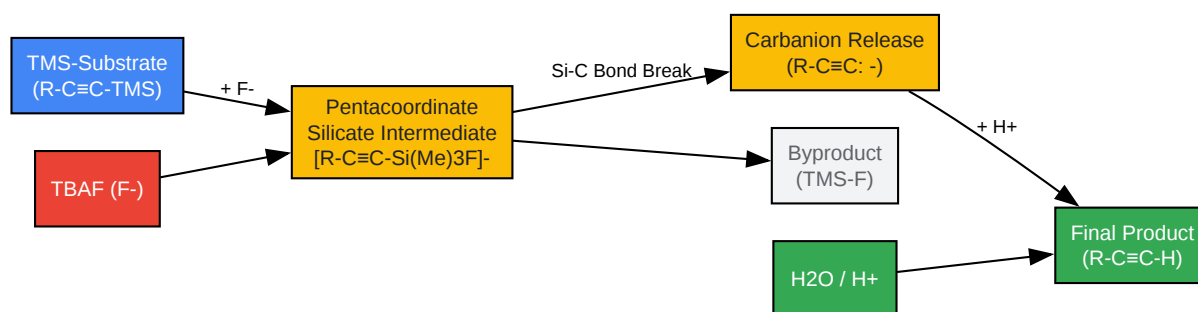 TMS-Substrate
(R-C≡C-TMS)
+ F-
TBAF (F-)
Pentacoordinate
Silicate Intermediate
[R-C≡C-Si(Me)3F]-
Si-C Bond Break
Carbanion Release
(R-C≡C: -)
Byproduct
(TMS-F)
+ H+
H2O / H+
Final Product
(R-C≡C-H)